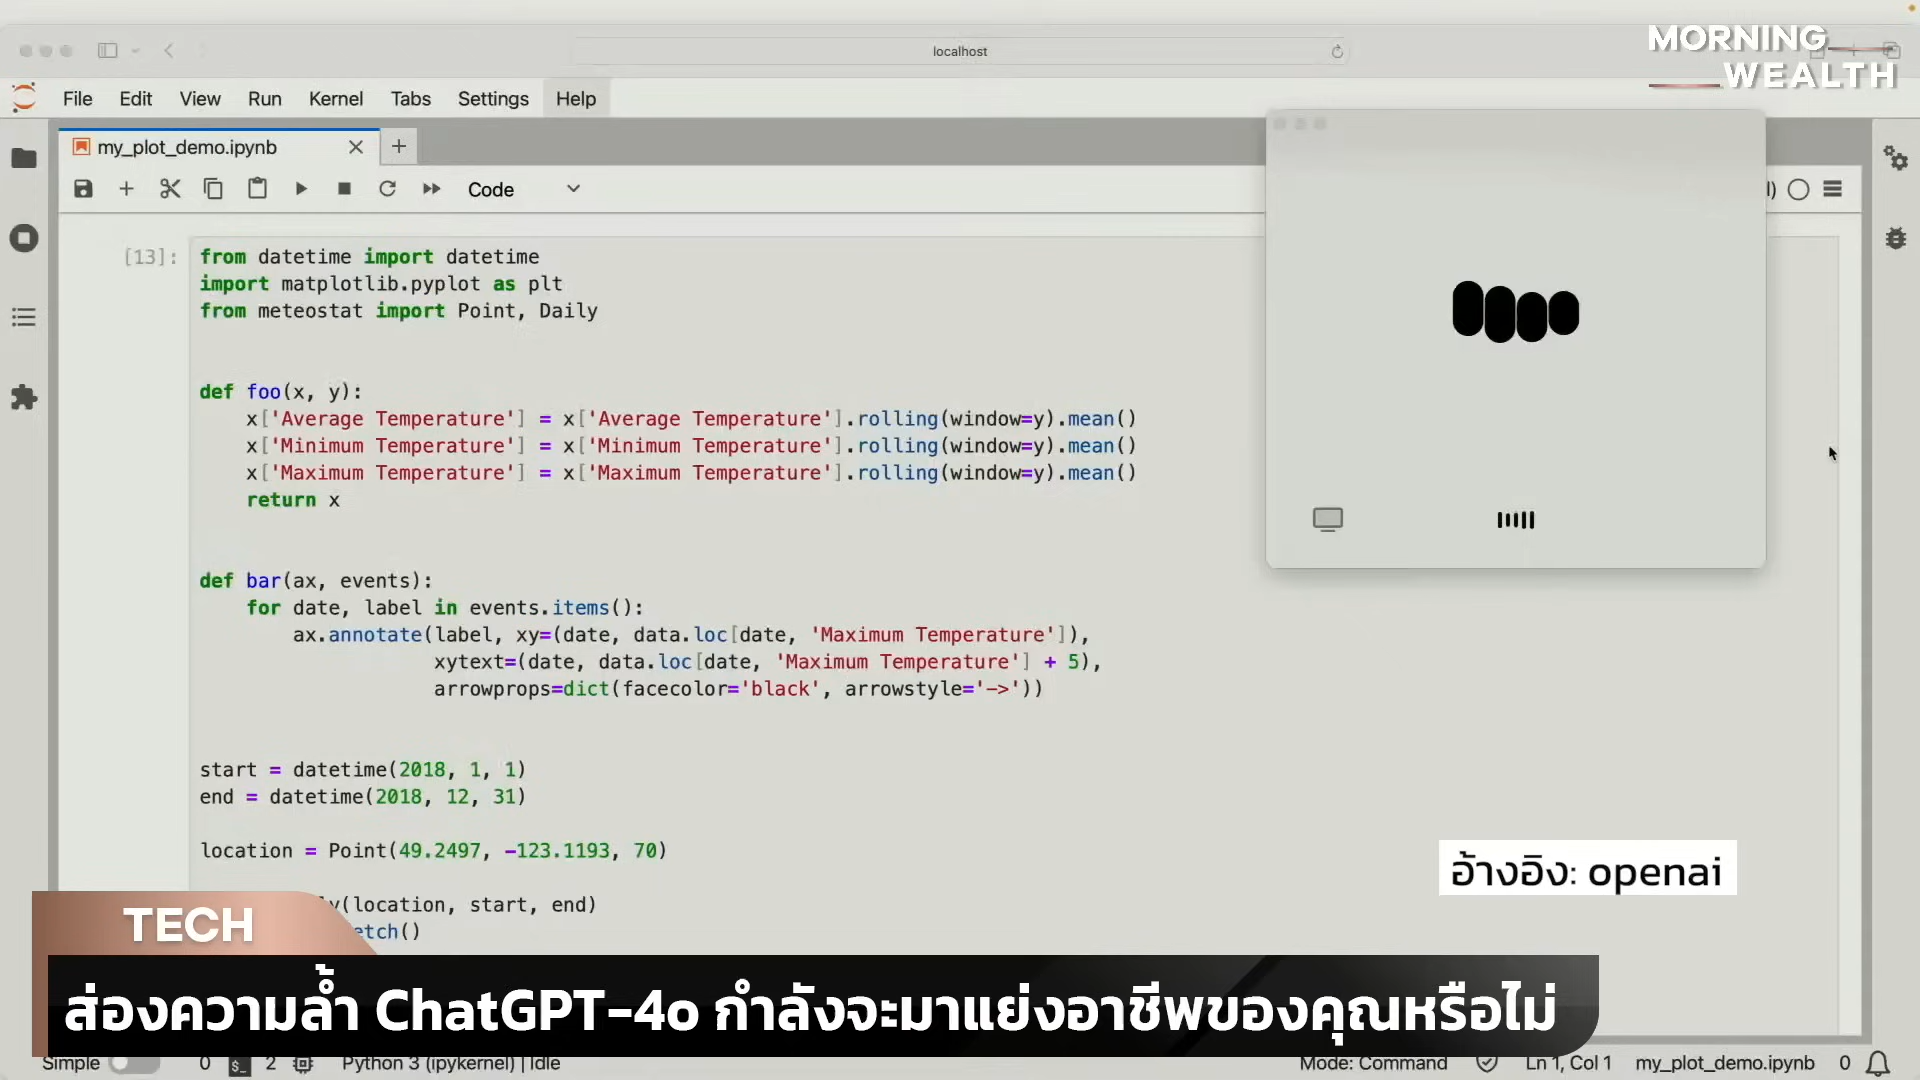 localhost
MORNING
WEALTH
File Edit View Run Kernel Tabs Settings Help
my_plot_demo.ipynb
Code
[13]:
from datetime import datetime
import matplotlib.pyplot as plt
from meteostat import Point, Daily
def foo(x, y):
x['Average Temperature'] = x['Average Temperature'].rolling(window=y).mean()
x['Minimum Temperature'] = x['Minimum Temperature'].rolling(window=y).mean()
x['Maximum Temperature'] = x['Maximum Temperature'].rolling(window=y).mean()
return x
def bar(ax, events):
for date, label in events.items():
ax.annotate(label, xy=(date, data.loc[date, 'Maximum Temperature']),
xytext=(date, data.loc[date, 'Maximum Temperature'] + 5),
arrowprops=dict(facecolor='black', arrowstyle='->'))
start = datetime(2018, 1, 1)
end = datetime(2018, 12, 31)
location = Point(49.2497, -123.1193, 70)
(location, start, end)
etch()
อ้างอิง: openai
TECH
ส่องความล้ำ ChatGPT-4o กำลังจะมาแย่งอาชีพของคุณหรือไม่
Simple 0 2 Python 3 (ipykernel) | Idle Mode: Command Ln 1, Col 1 my_plot_demo.ipynb 0